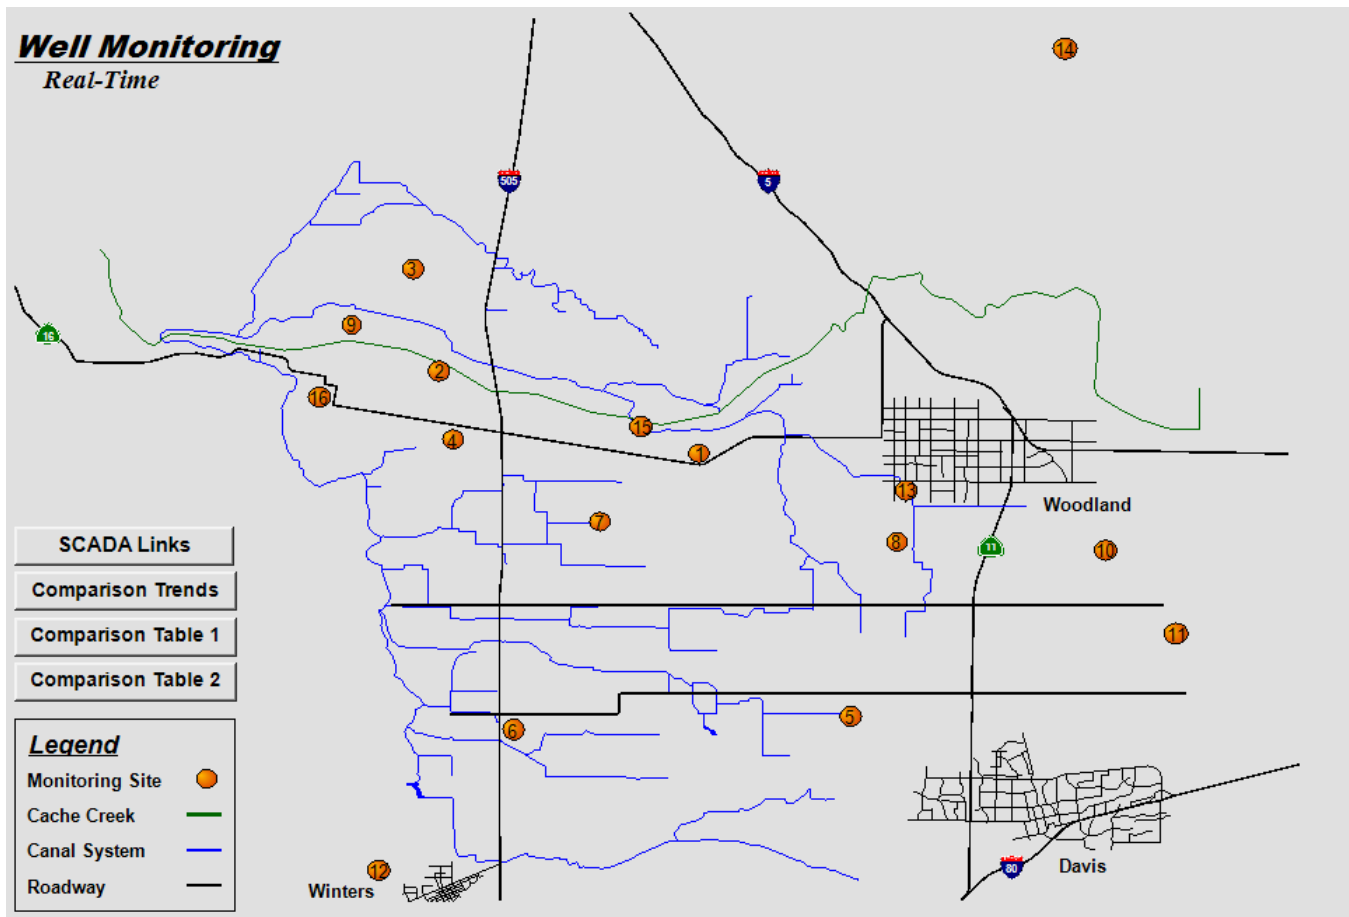 Well Monitoring
Real-Time
14
505
5
3
9
16
2
16
15
4
1
13
7
Woodland
8
11
10
SCADA Links
Comparison Trends
Comparison Table 1
11
Comparison Table 2
5
6
Legend
Monitoring Site
Cache Creek
Canal System
Roadway
12
Winters
80
Davis